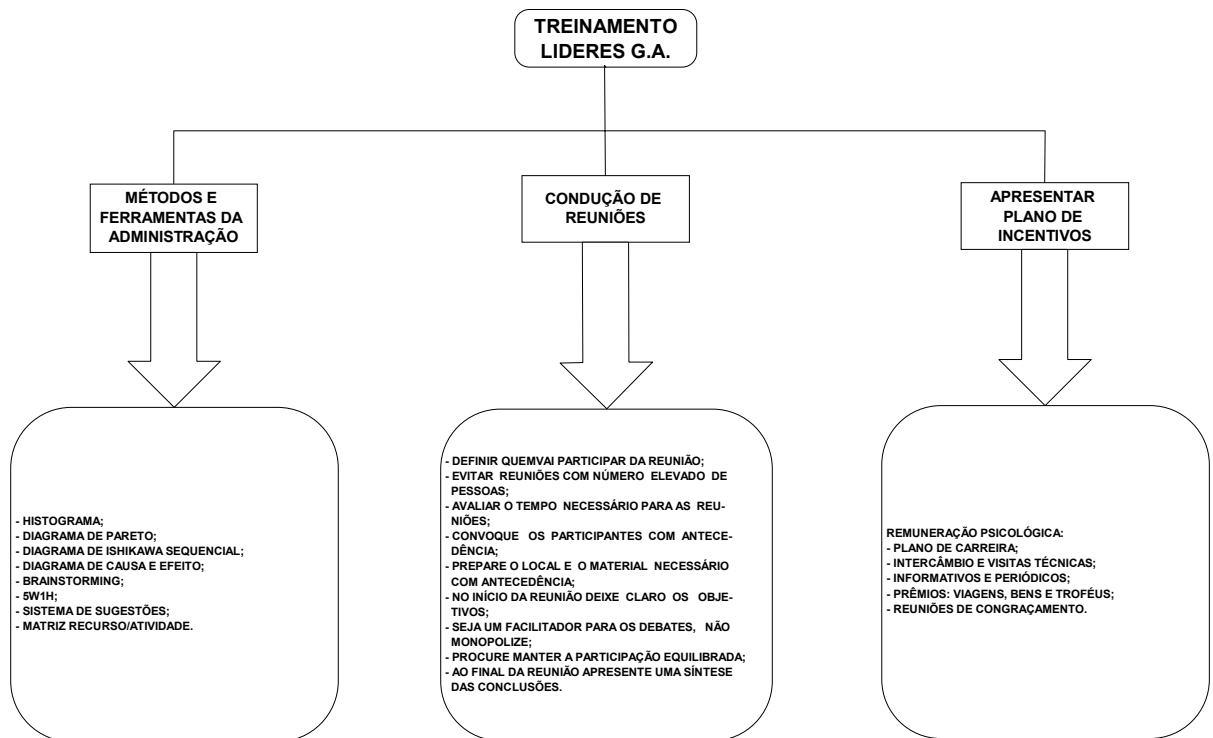 TREINAMENTO
LIDERES G.A.
MÉTODOS E
FERRAMENTAS DA
ADMINISTRAÇÃO
CONDUÇÃO DE
REUNIÕES
APRESENTAR
PLANO DE
INCENTIVOS
- HISTOGRAMA;
- DIAGRAMA DE PARETO;
- DIAGRAMA DE ISHIKAWA SEQUENCIAL;
- DIAGRAMA DE CAUSA E EFEITO;
- BRAINSTORMING;
- 5W1H;
- SISTEMA DE SUGESTÕES;
- MATRIZ RECURSO/ATIVIDADE.
- DEFINIR QUEMVAI PARTICIPAR DA REUNIÃO;
- EVITAR REUNIÕES COM NÚMERO ELEVADO DE
PESSOAS;
- AVALIAR O TEMPO NECESSÁRIO PARA AS REU-
NIÕES;
- CONVOQUE OS PARTICIPANTES COM ANTECE-
DÊNCIA;
- PREPARE O LOCAL E O MATERIAL NECESSÁRIO
COM ANTECEDÊNCIA;
- NO INÍCIO DA REUNIÃO DEIXE CLARO OS OBJE-
TIVOS;
- SEJA UM FACILITADOR PARA OS DEBATES, NÃO
MONOPOLIZE;
- PROCURE MANTER A PARTICIPAÇÃO EQUILIBRADA;
- AO FINAL DA REUNIÃO APRESENTE UMA SÍNTESE
DAS CONCLUSÕES.
REMUNERAÇÃO PSICOLÓGICA:
- PLANO DE CARREIRA;
- INTERCÂMBIO E VISITAS TÉCNICAS;
- INFORMATIVOS E PERIÓDICOS;
- PRÊMIOS: VIAGENS, BENS E TROFÉUS;
- REUNIÕES DE CONGRAÇAMENTO.